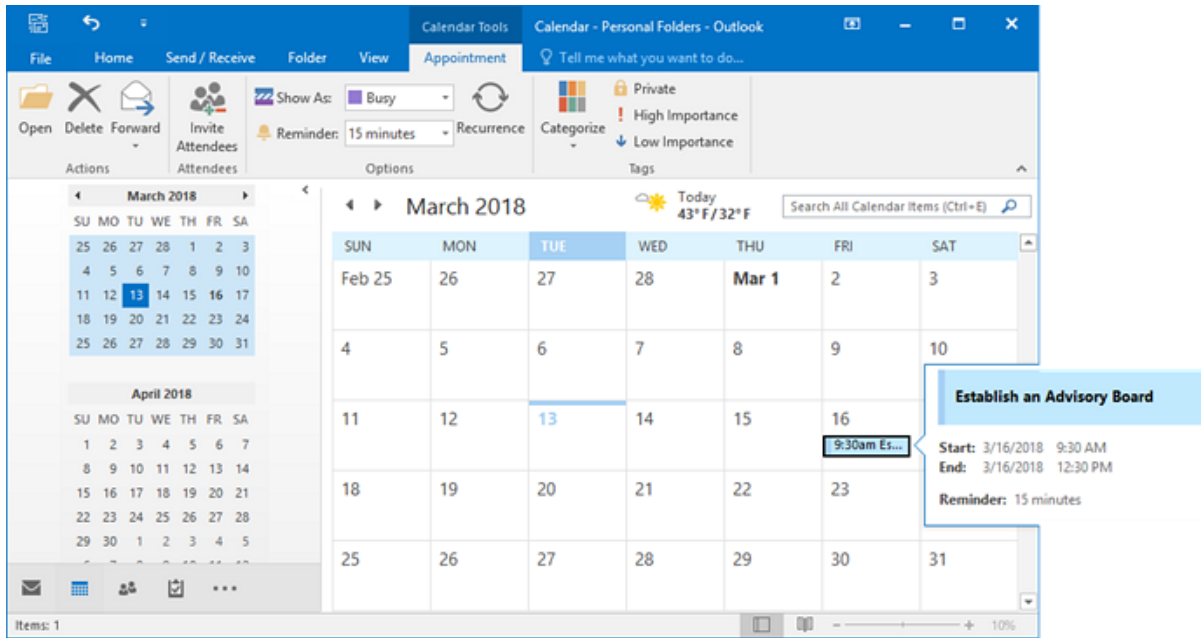 Calendar Tools Calendar - Personal Folders - Outlook
File Home Send / Receive Folder View Appointment Tell me what you want to do...
Open Delete Forward Invite Attendees Show As: Busy Recurrence Categorize Private
Reminder: 15 minutes High Importance
Low Importance
Actions Attendees Options Tags
March 2018
SU MO TU WE TH FR SA
25 26 27 28 1 2 3
4 5 6 7 8 9 10
11 12 13 14 15 16 17
18 19 20 21 22 23 24
25 26 27 28 29 30 31
April 2018
SU MO TU WE TH FR SA
1 2 3 4 5 6 7
8 9 10 11 12 13 14
15 16 17 18 19 20 21
22 23 24 25 26 27 28
29 30 1 2 3 4 5
March 2018 Today 43°F/32°F Search All Calendar Items (Ctrl+E)
SUN MON TUE WED THU FRI SAT
Feb 25 26 27 28 Mar 1 2 3
4 5 6 7 8 9 10
11 12 13 14 15 16
9:30am Es...
18 19 20 21 22 23
25 26 27 28 29 30 31
Establish an Advisory Board
Start: 3/16/2018 9:30 AM
End: 3/16/2018 12:30 PM
Reminder: 15 minutes
Items: 1 10%